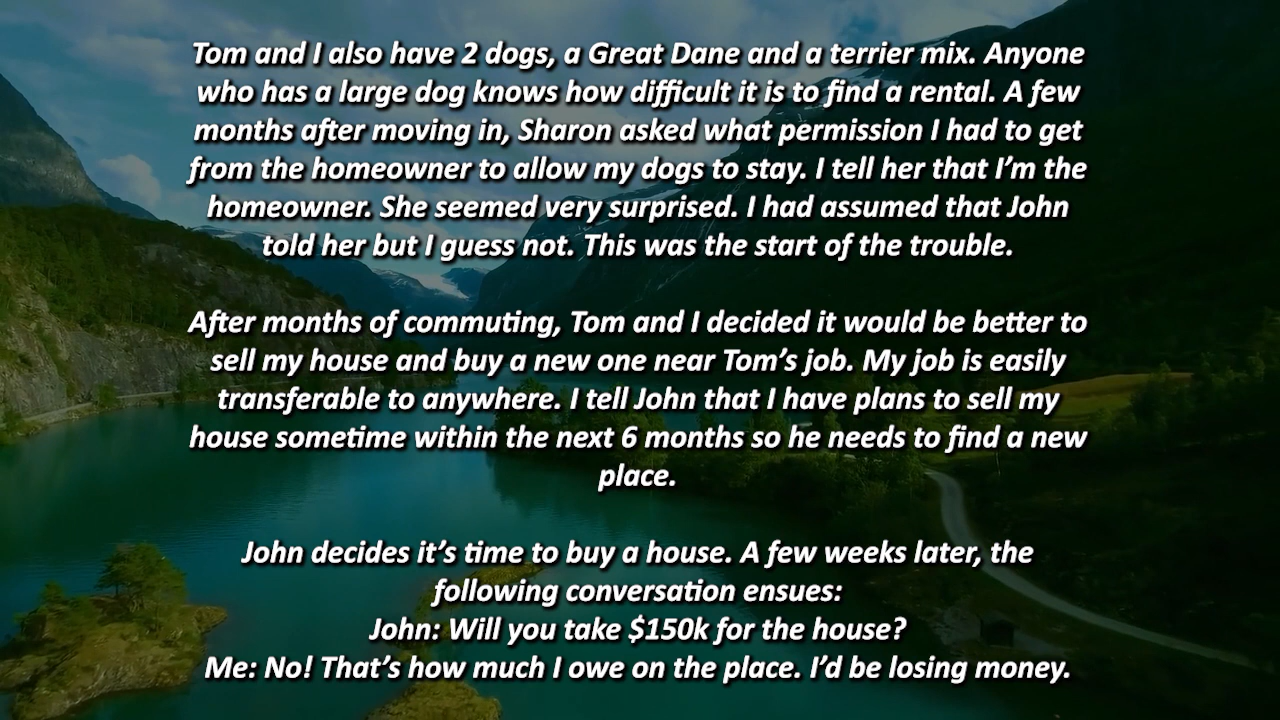 Tom and I also have 2 dogs, a Great Dane and a terrier mix. Anyone
who has a large dog knows how difficult it is to find a rental. A few
months after moving in, Sharon asked what permission I had to get
from the homeowner to allow my dogs to stay. I tell her that I’m the
homeowner. She seemed very surprised. I had assumed that John
told her but I guess not. This was the start of the trouble.
After months of commuting, Tom and I decided it would be better to
sell my house and buy a new one near Tom’s job. My job is easily
transferable to anywhere. I tell John that I have plans to sell my
house sometime within the next 6 months so he needs to find a new
place.
John decides it’s time to buy a house. A few weeks later, the
following conversation ensues:
John: Will you take $150k for the house?
Me: No! That’s how much I owe on the place. I’d be losing money.